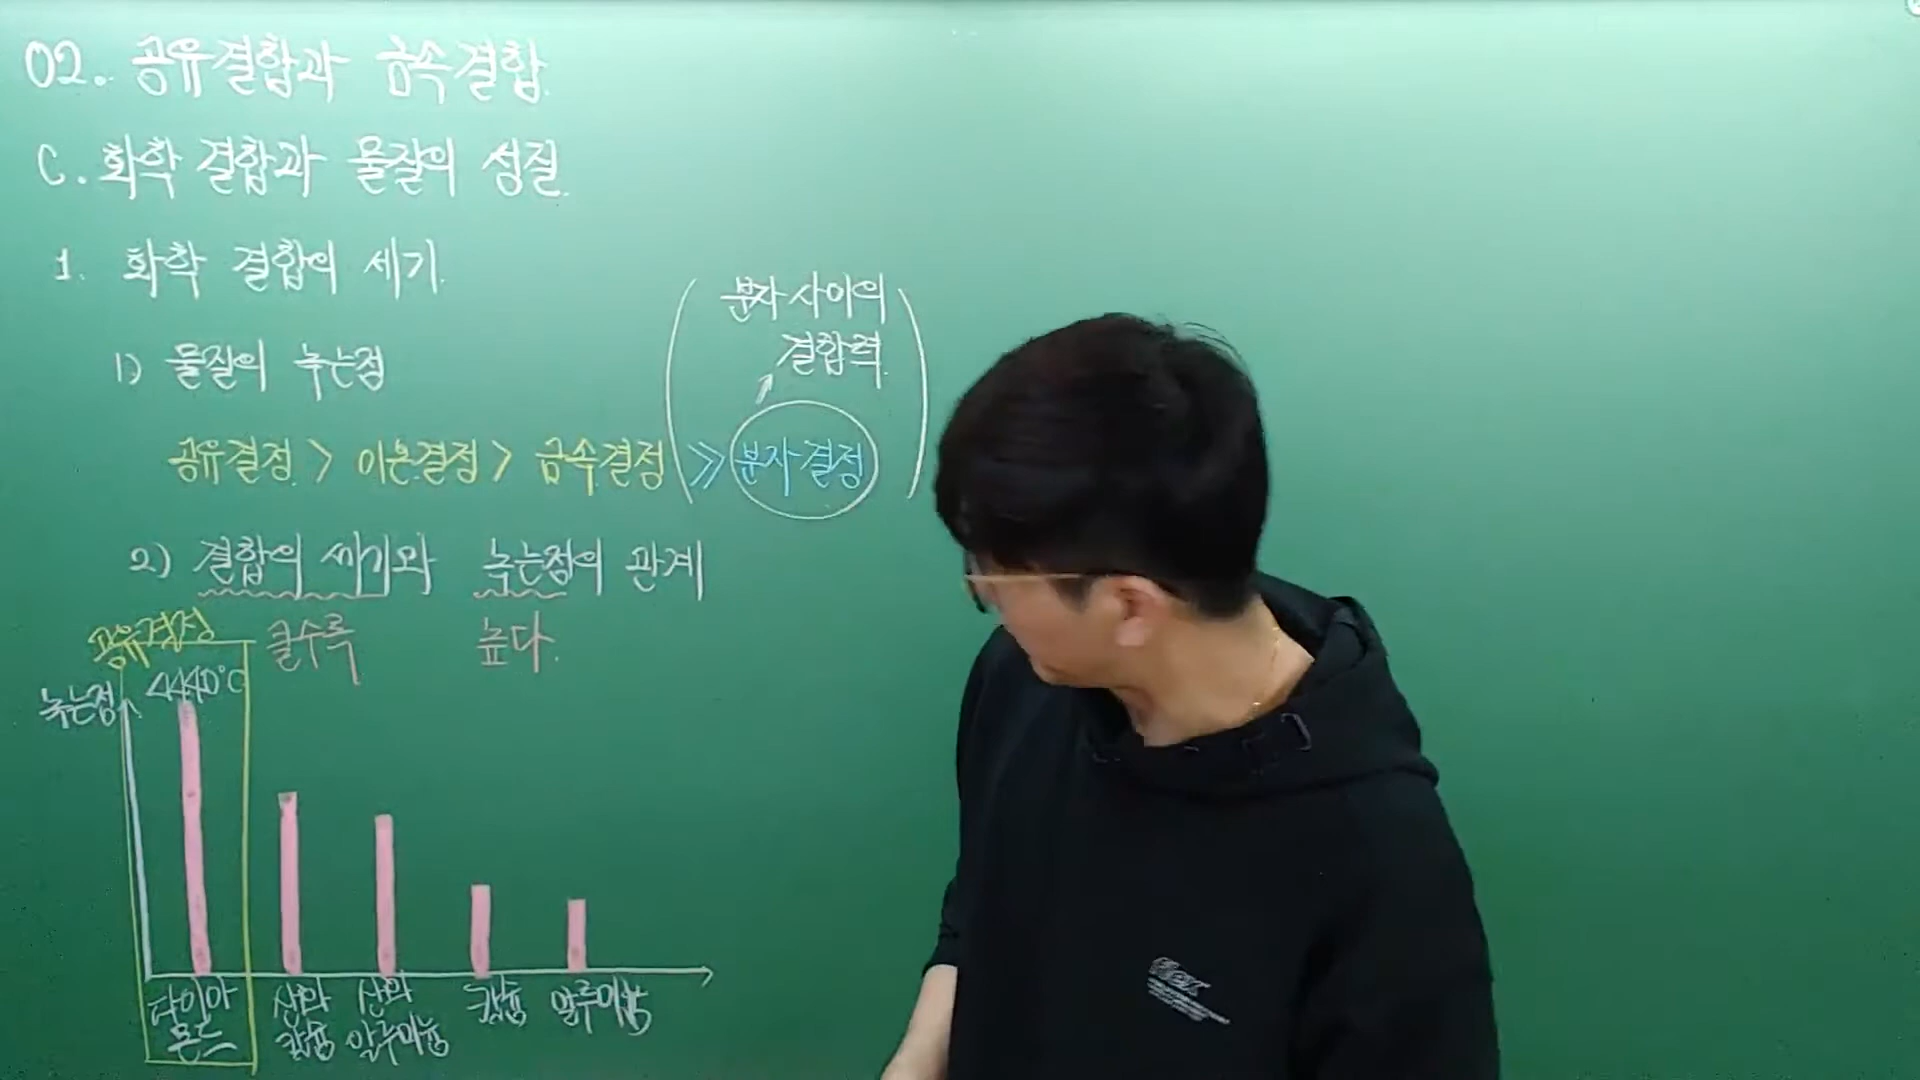 02. 공유결합과 금속결합.
C. 화학 결합과 물질의 성질.
1. 화학 결합의 세기.
1) 물질의 녹는점
분자 사이의
결합력.
공유결정. > 이온결정 > 금속결정 ≫ 분자결정
2) 결합의 세기와 녹는점의 관계
클수록 높다.
공유결정
녹는점
4440°C
다이아
몬드
산화
칼슘
산화
알루미늄
칼슘
알루미늄